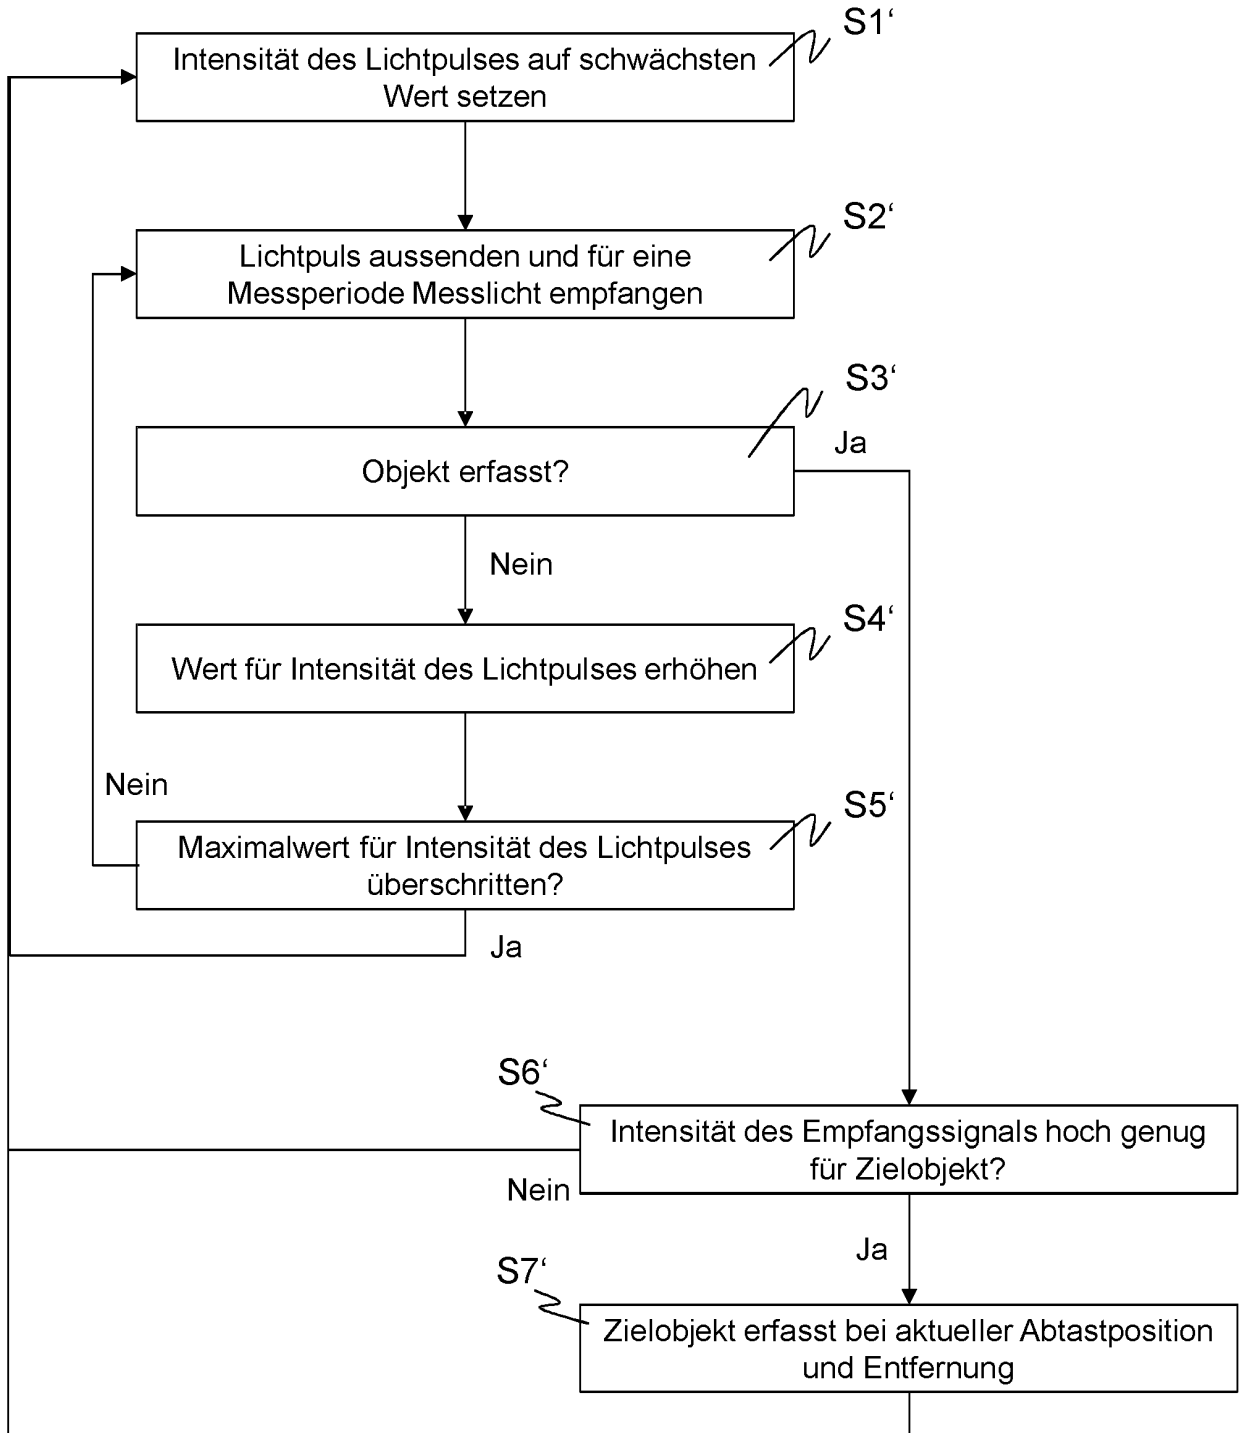 S1‘
Intensität des Lichtpulses auf schwächsten
Wert setzen
S2‘
Lichtpuls aussenden und für eine
Messperiode Messlicht empfangen
S3‘
Objekt erfasst?
Ja
Nein
S4‘
Wert für Intensität des Lichtpulses erhöhen
Nein
S5‘
Maximalwert für Intensität des Lichtpulses
überschritten?
Ja
S6‘
Intensität des Empfangssignals hoch genug
für Zielobjekt?
Nein
Ja
S7‘
Zielobjekt erfasst bei aktueller Abtastposition
und Entfernung